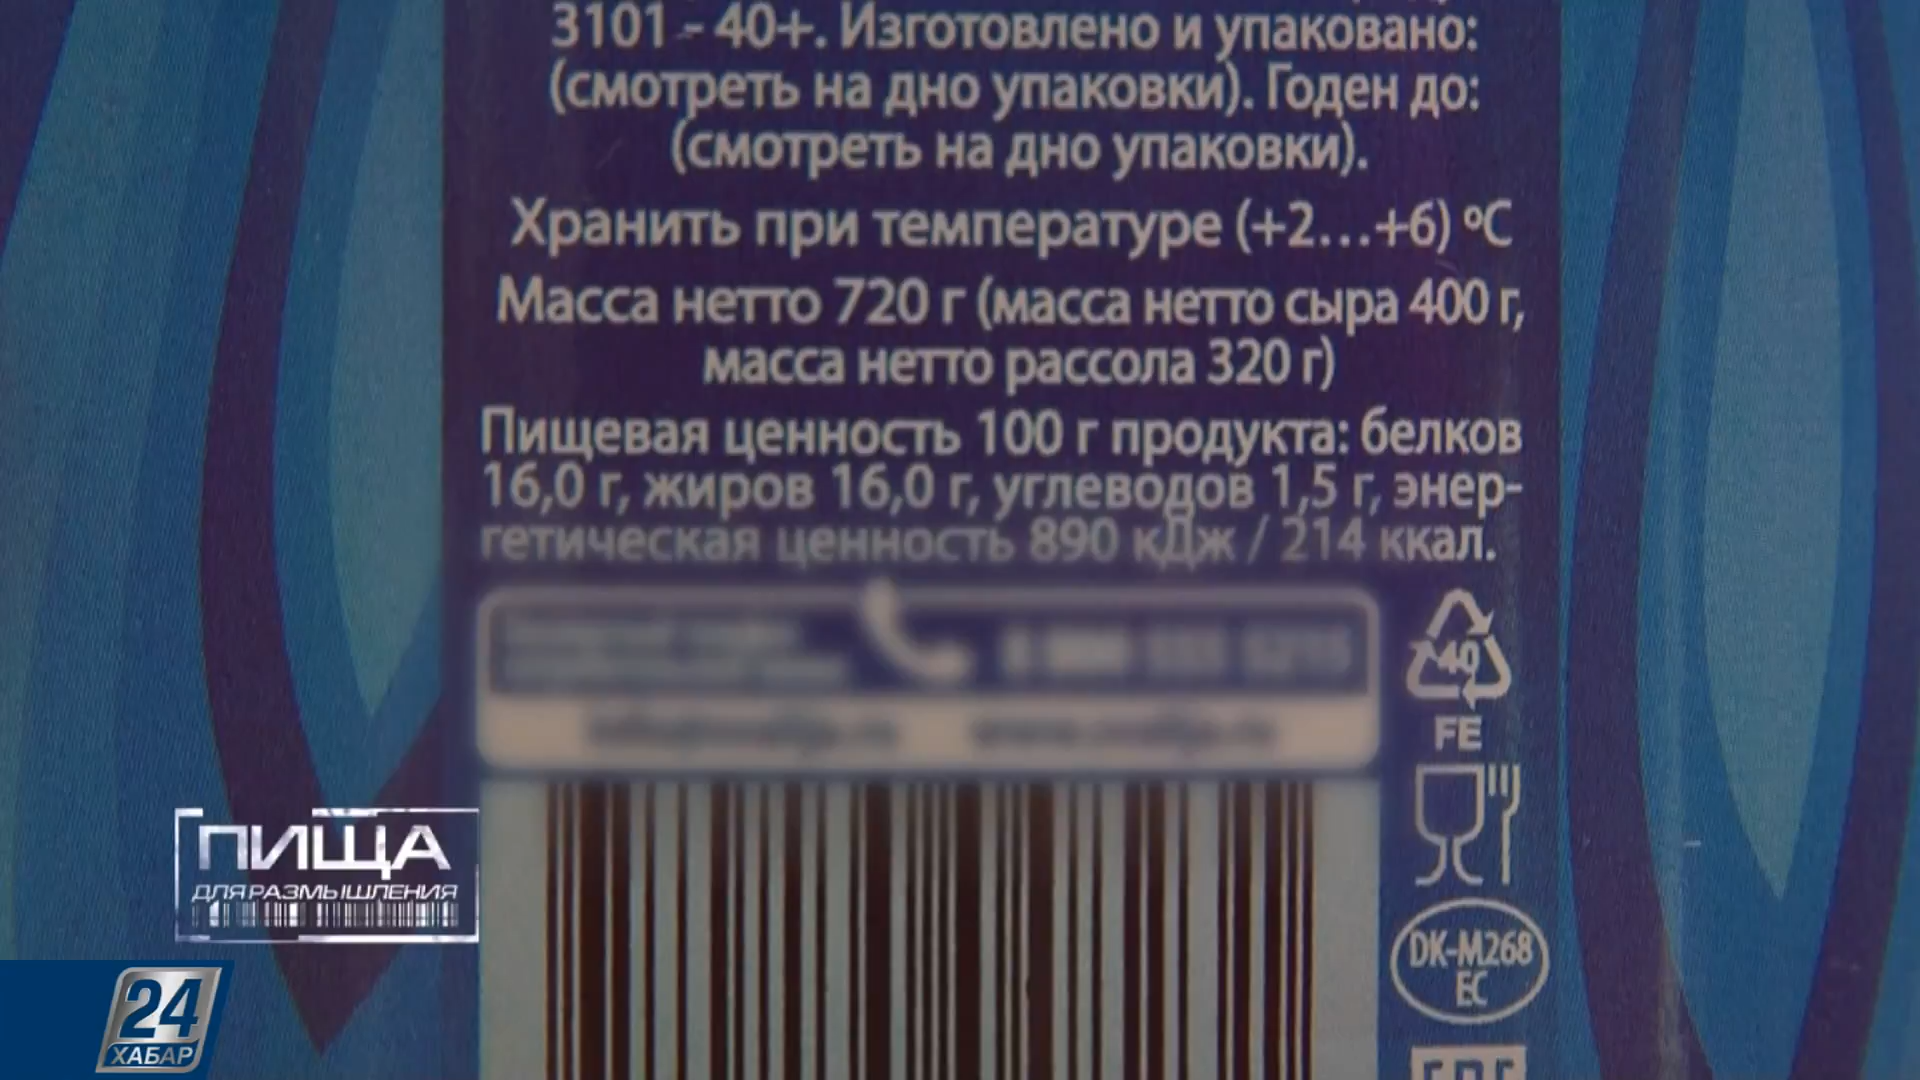 3101 - 40+. Изготовлено и упаковано:
(смотреть на дно упаковки). Годен до:
(смотреть на дно упаковки).
Хранить при температуре (+2...+6) ºC
Масса нетто 720 г (масса нетто сыра 400 г,
масса нетто рассола 320 г)
Пищевая ценность 100 г продукта: белков
16,0 г, жиров 16,0 г, углеводов 1,5 г, энер-
гетическая ценность 890 кДж / 214 ккал.
40
FE
DK-M268
EC
ПИЩА
ДЛЯ РАЗМЫШЛЕНИЯ
24
ХАБАР